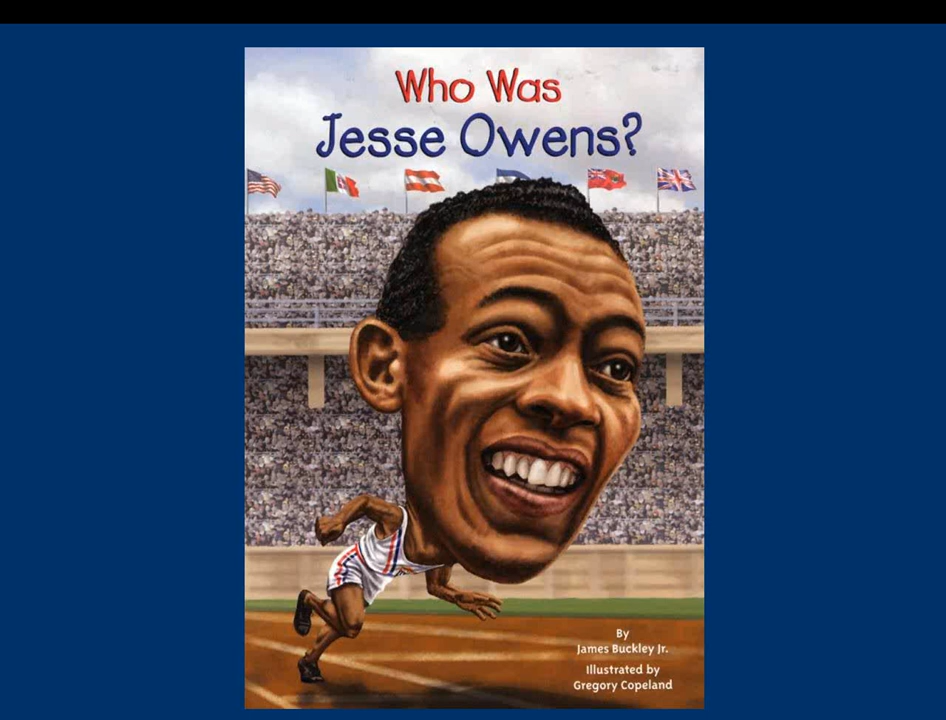 Who Was
Jesse Owens?
By
James Buckley Jr.
Illustrated by
Gregory Copeland